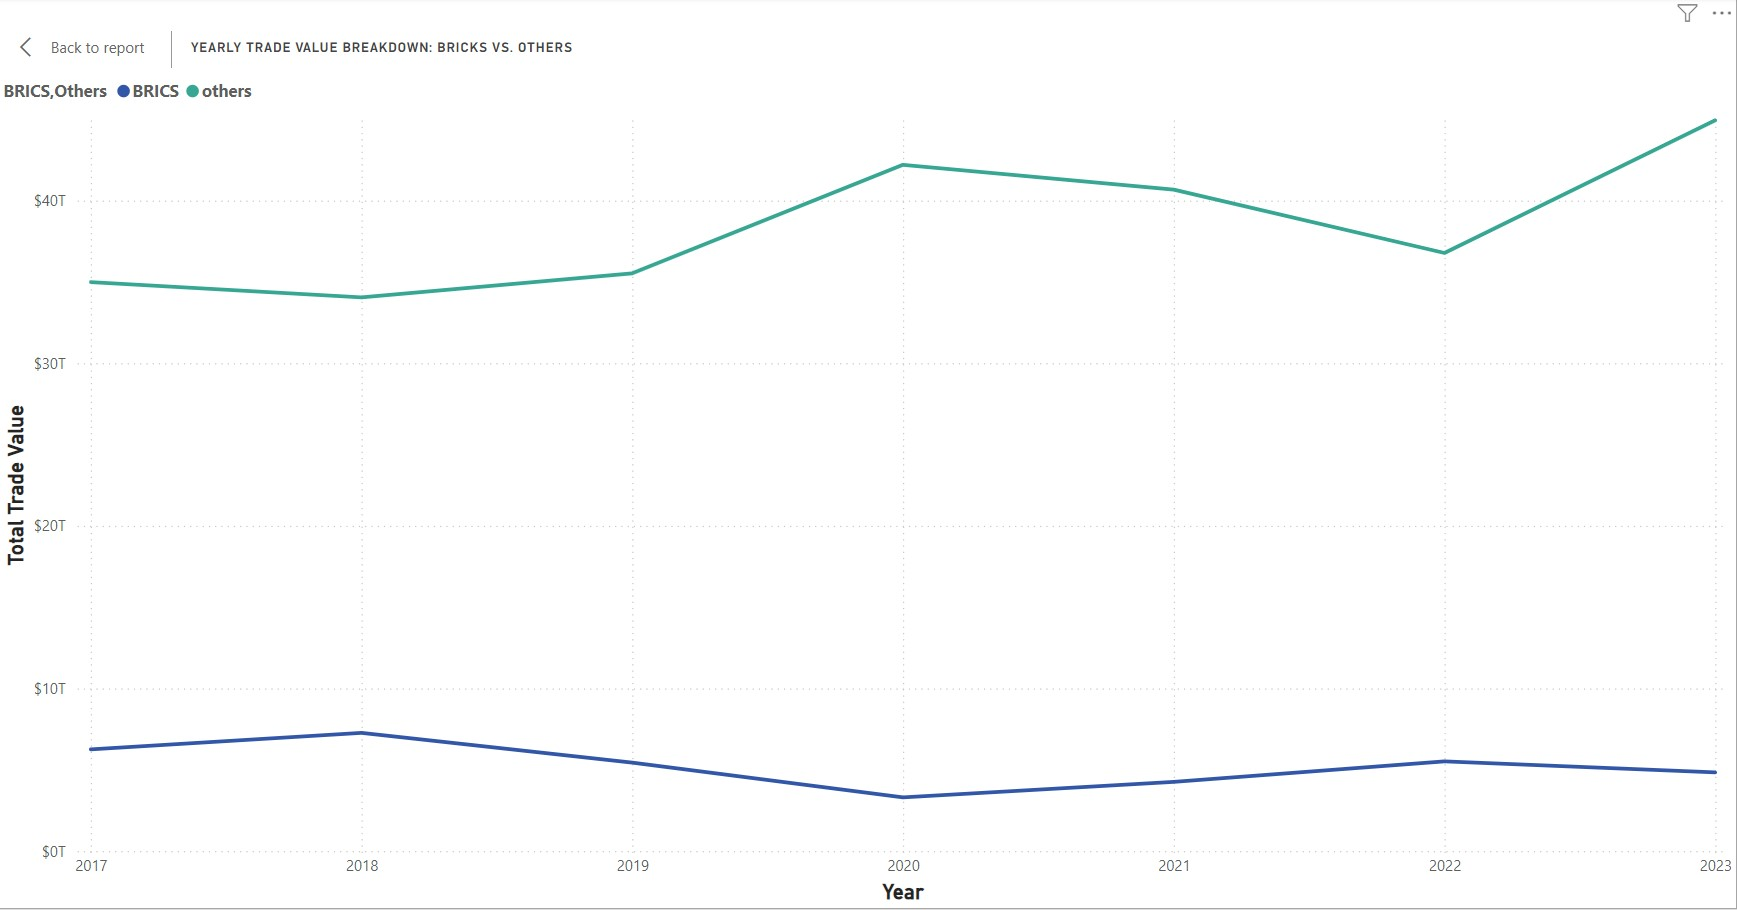 Back to report
YEARLY TRADE VALUE BREAKDOWN: BRICKS VS. OTHERS
BRICS,Others BRICS others
$40T
$30T
$20T
$10T
$0T
Total Trade Value
2017 2018 2019 2020 2021 2022 2023
Year